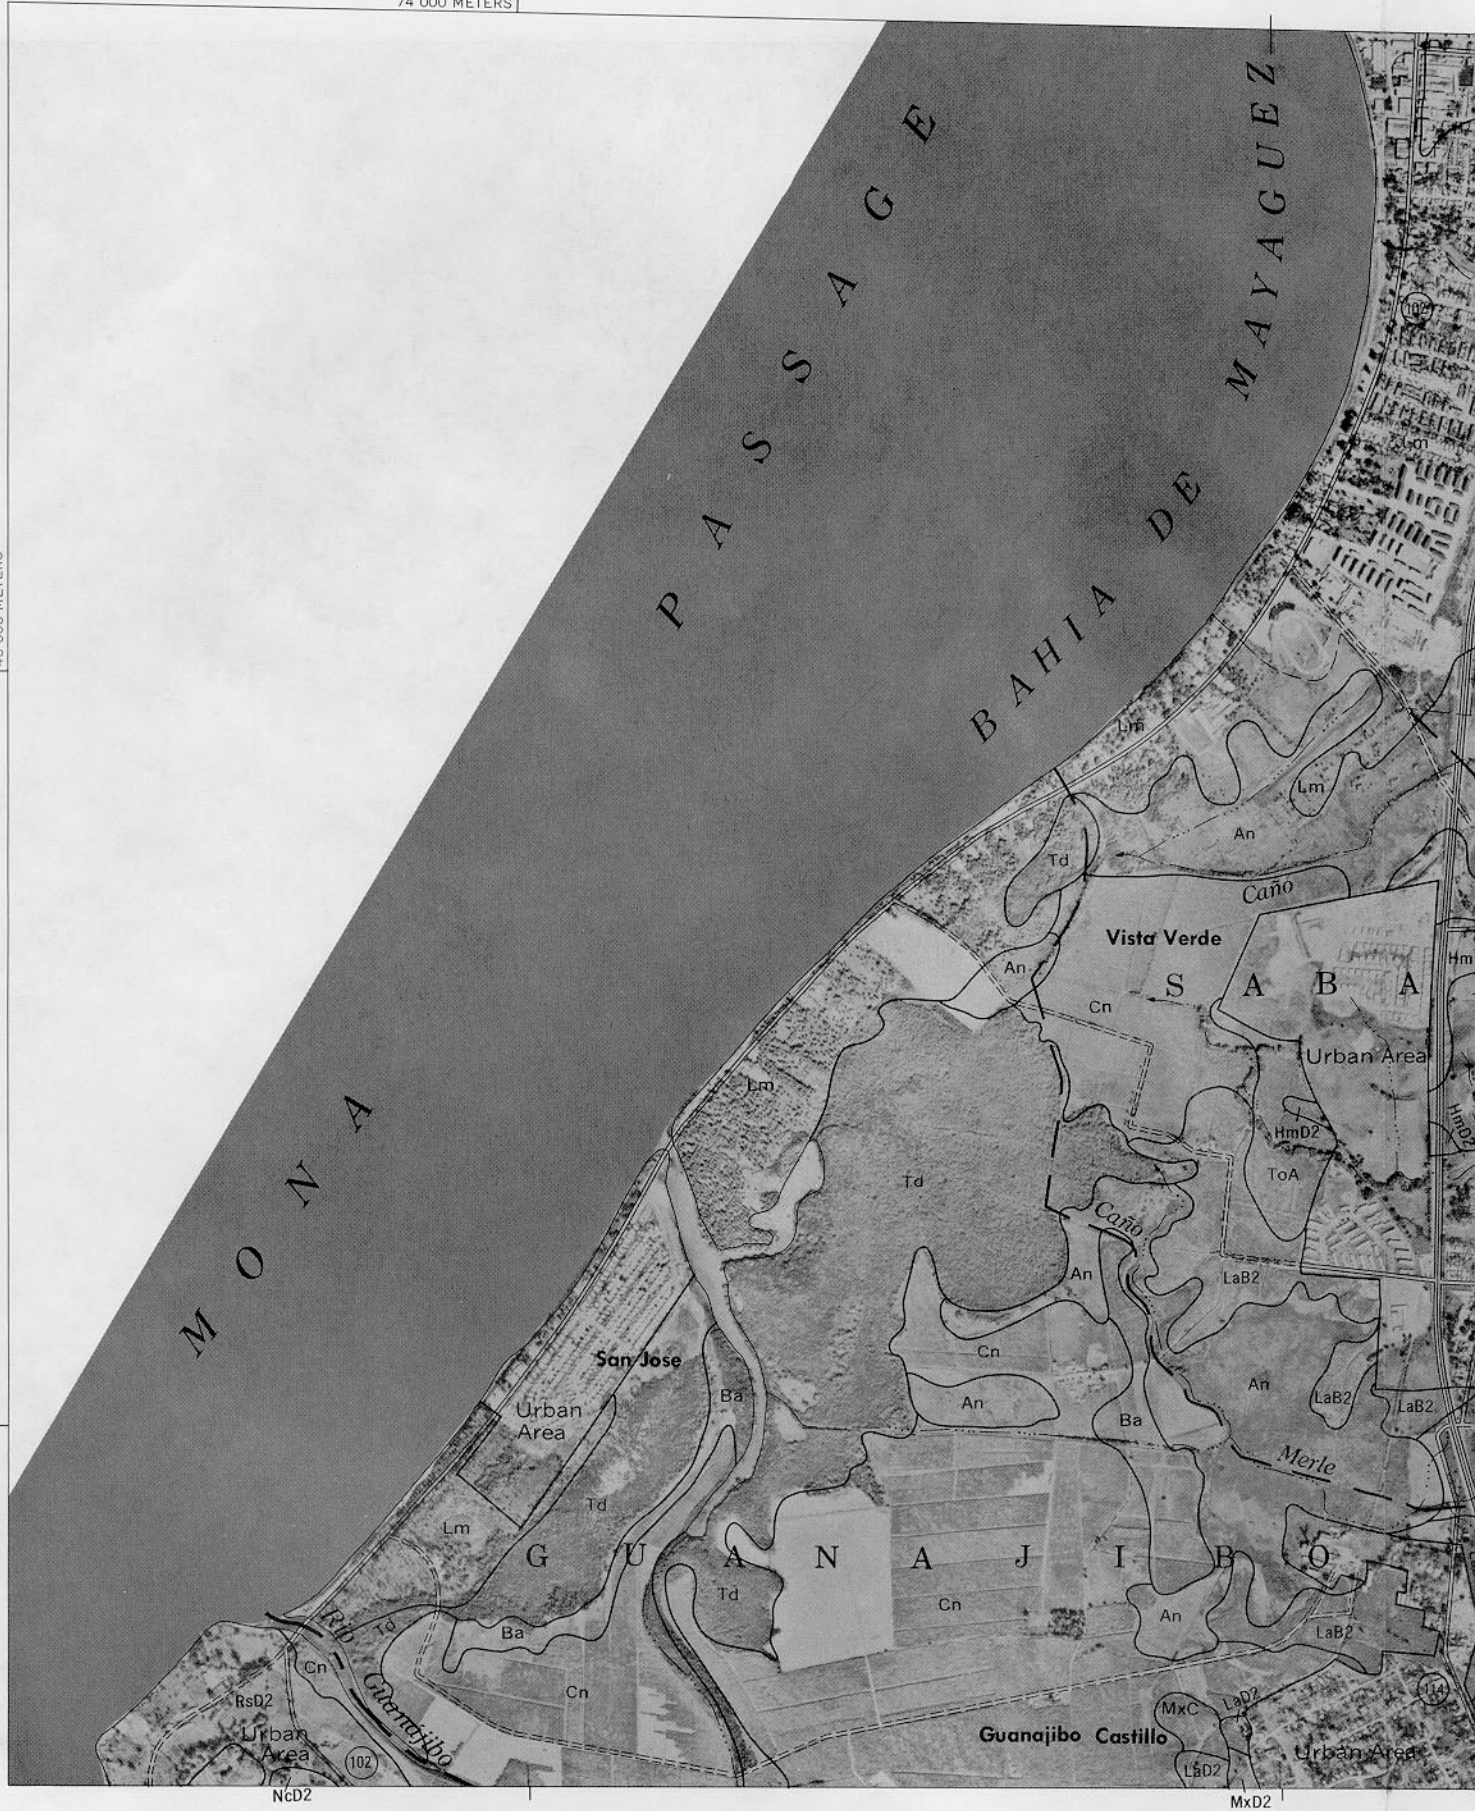 74 000 METERS
MONA PASSAGE
BAHIA DE MAYAGUEZ
102
Lm
Lm
Lm
An
Td
Caño
Vista Verde
Hm
An
SABA
Cn
Urban Area
Lm
HmD2
HmD2
ToA
Td
Caño
An
LaB2
San Jose
Cn
Ba
An
An
LaB2
LaB2
Urban
Area
Ba
Merle
Td
Lm
GUANAJIBO
Td
Cn
An
Rio Guanajibo
Td
Ba
LaB2
Cn
Cn
RsD2
MxC
LaD2
114
Urban
Area
102
Guanajibo Castillo
Urban Area
LaD2
NcD2
MxD2